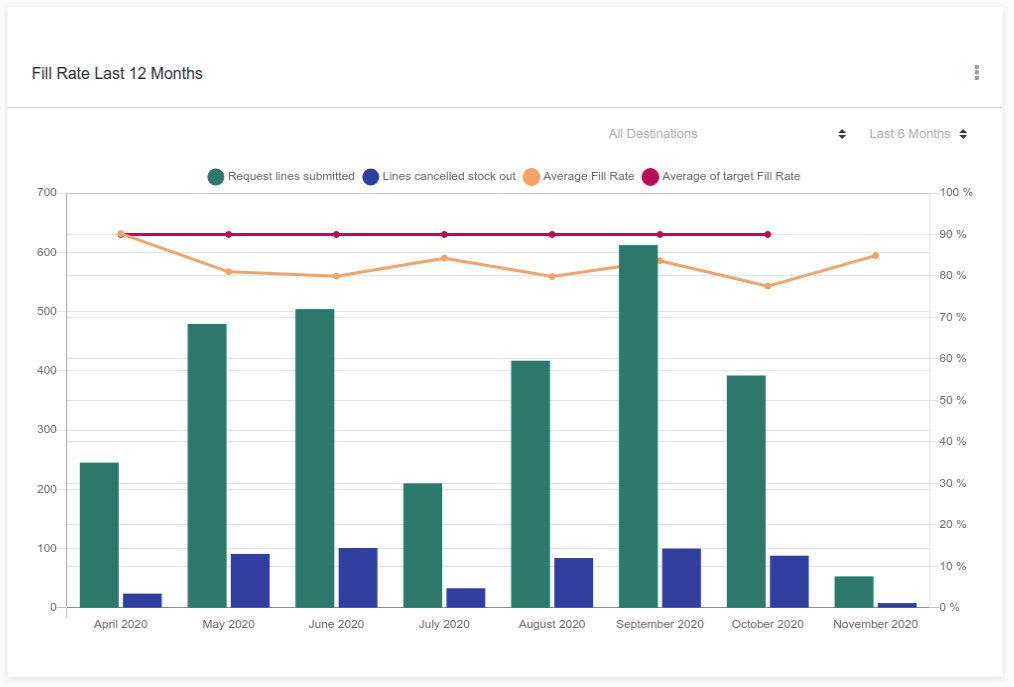 Fill Rate Last 12 Months
All Destinations Last 6 Months
Request lines submitted Lines cancelled stock out Average Fill Rate Average of target Fill Rate
700 100 %
90 %
600
80 %
500
70 %
60 %
400
50 %
300
40 %
200
30 %
20 %
100
10 %
0 0 %
April 2020 May 2020 June 2020 July 2020 August 2020 September 2020 October 2020 November 2020